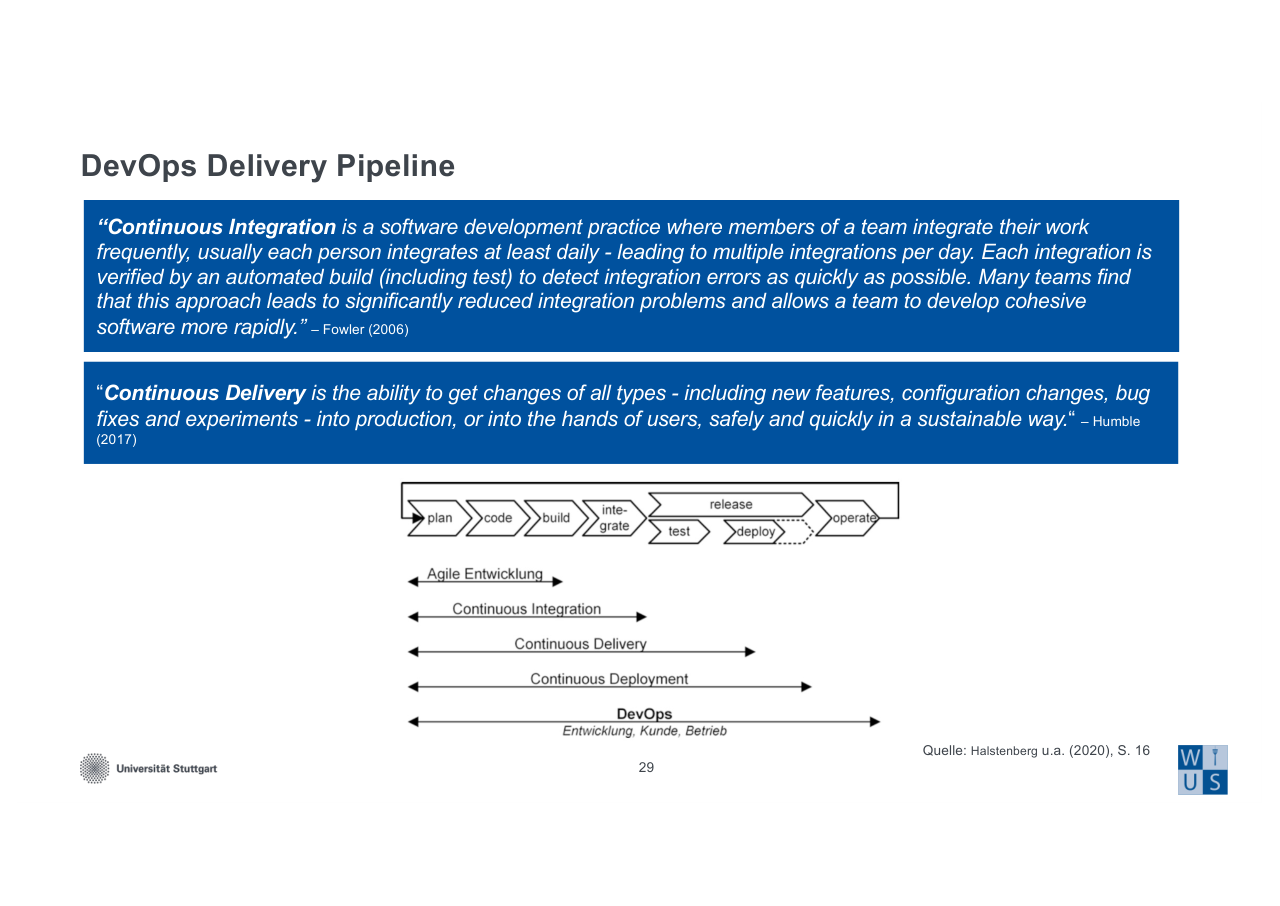 DevOps Delivery Pipeline
“Continuous Integration is a software development practice where members of a team integrate their work
frequently, usually each person integrates at least daily - leading to multiple integrations per day. Each integration is
verified by an automated build (including test) to detect integration errors as quickly as possible. Many teams find
that this approach leads to significantly reduced integration problems and allows a team to develop cohesive
software more rapidly.” – Fowler (2006)
“Continuous Delivery is the ability to get changes of all types - including new features, configuration changes, bug
fixes and experiments - into production, or into the hands of users, safely and quickly in a sustainable way.“ – Humble
(2017)
plan
code
build
inte-
grate
release
test
deploy
operate
Agile Entwicklung
Continuous Integration
Continuous Delivery
Continuous Deployment
DevOps
Entwicklung, Kunde, Betrieb
Quelle: Halstenberg u.a. (2020), S. 16
Universität Stuttgart
29
W
U S